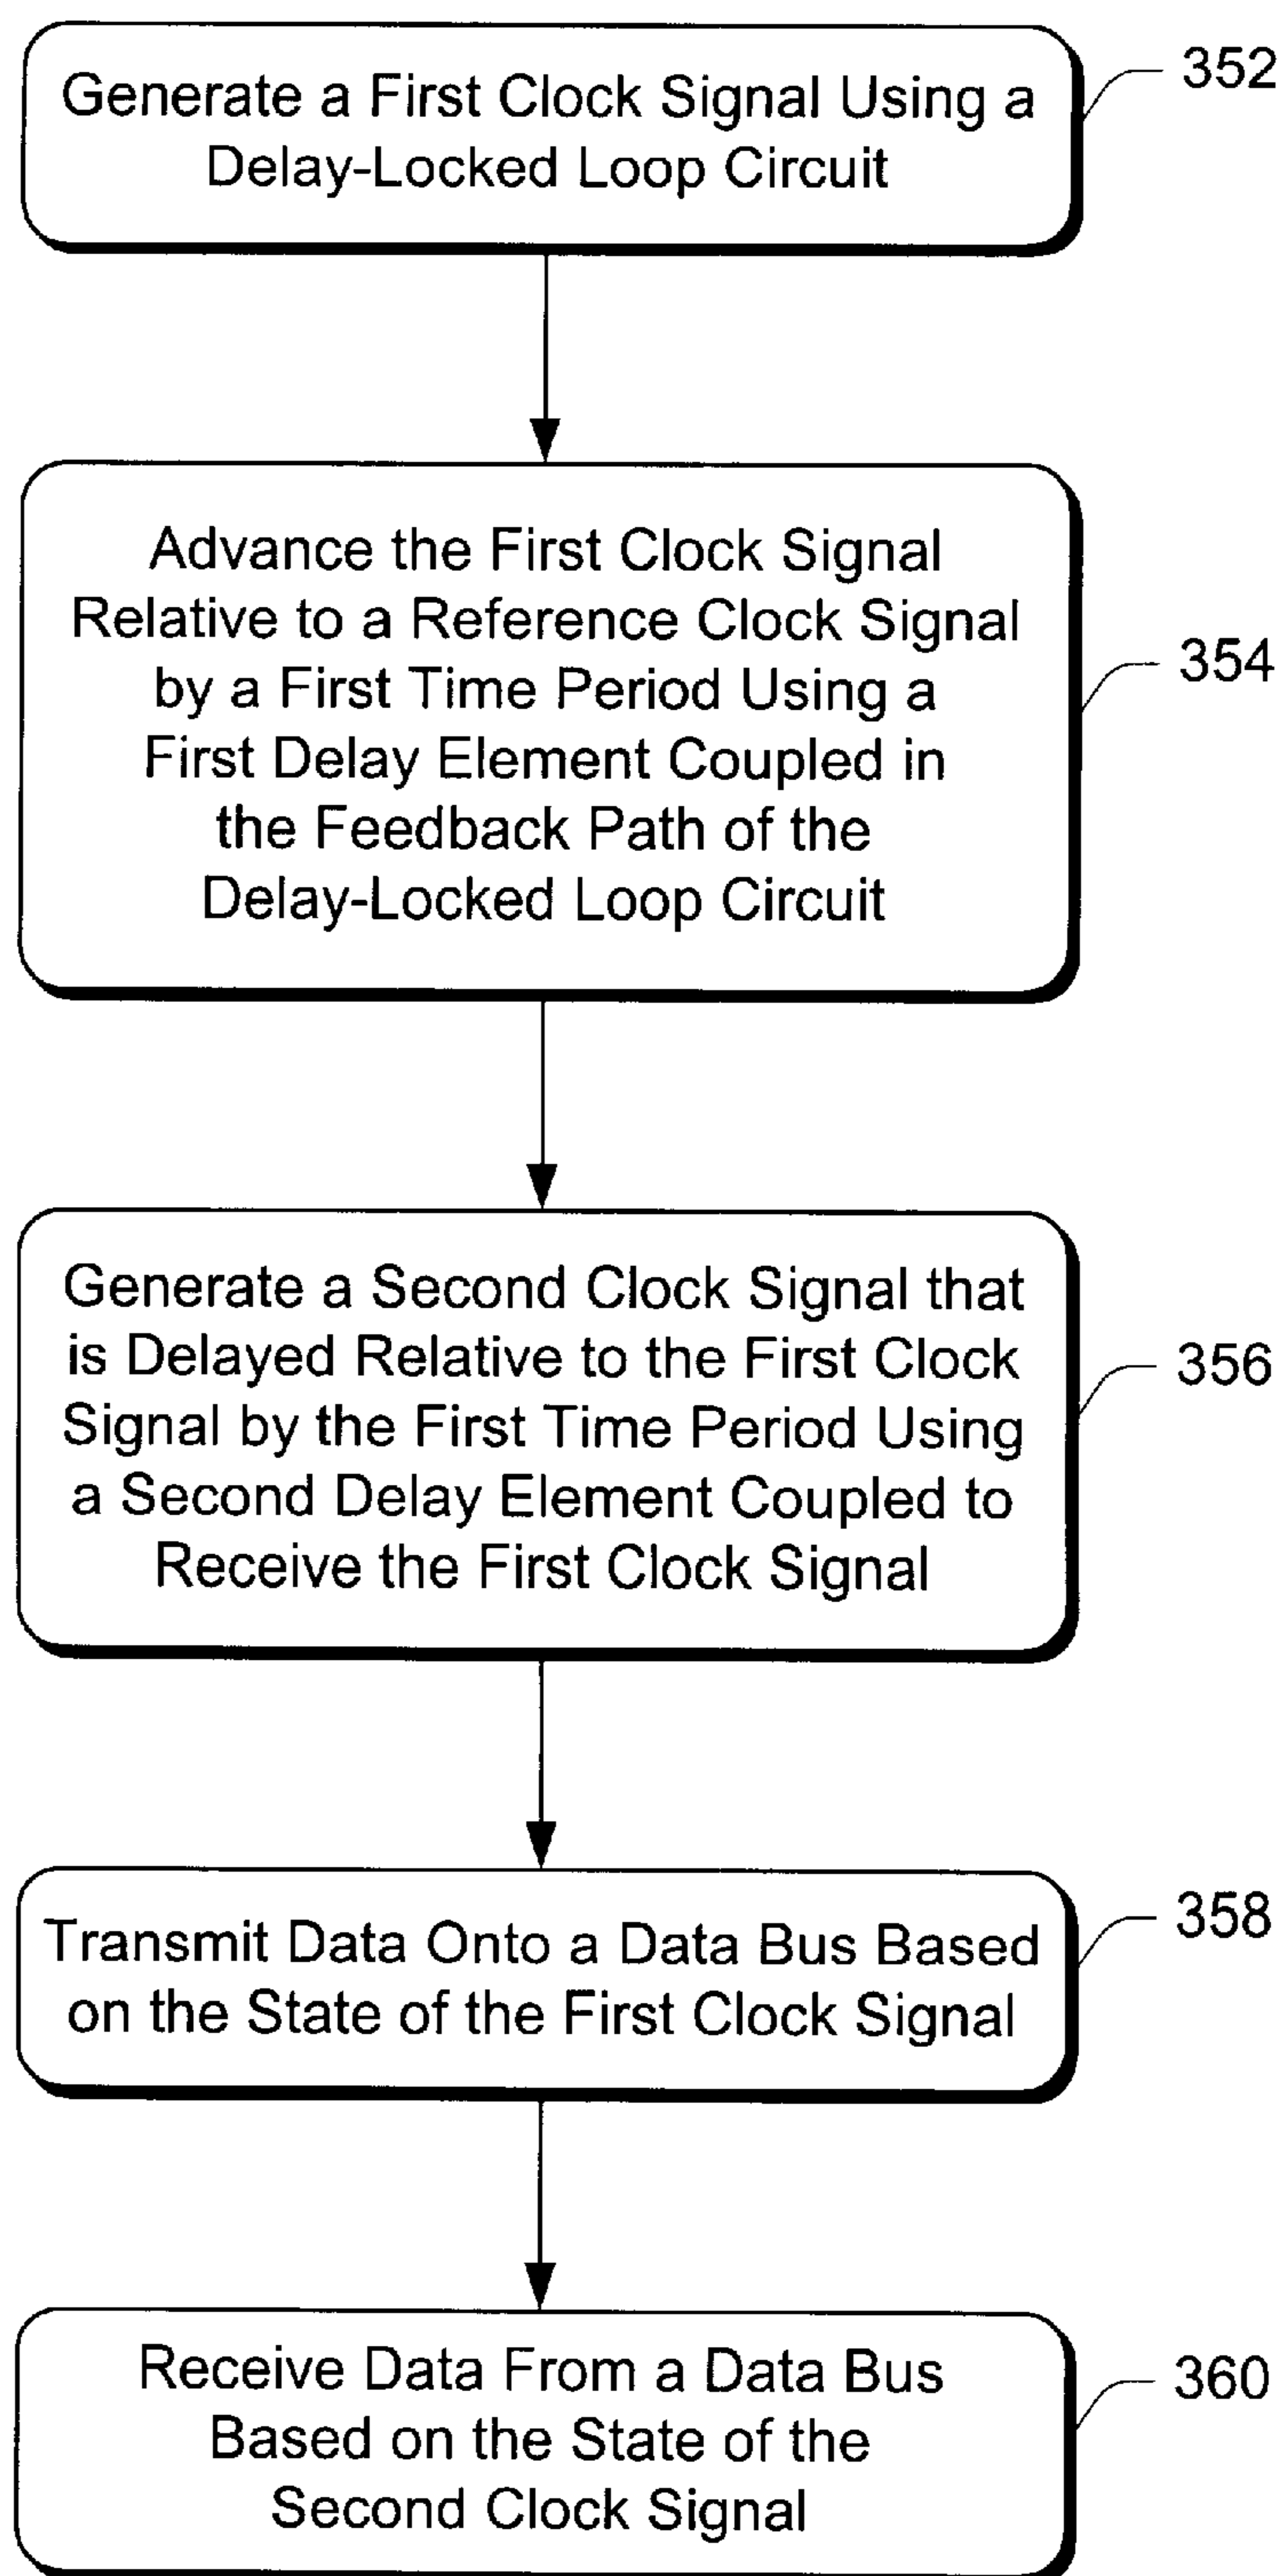 Generate a First Clock Signal Using a
Delay-Locked Loop Circuit
352
Advance the First Clock Signal
Relative to a Reference Clock Signal
by a First Time Period Using a
First Delay Element Coupled in
the Feedback Path of the
Delay-Locked Loop Circuit
354
Generate a Second Clock Signal that
is Delayed Relative to the First Clock
Signal by the First Time Period Using
a Second Delay Element Coupled to
Receive the First Clock Signal
356
Transmit Data Onto a Data Bus Based
on the State of the First Clock Signal
358
Receive Data From a Data Bus
Based on the State of the
Second Clock Signal
360